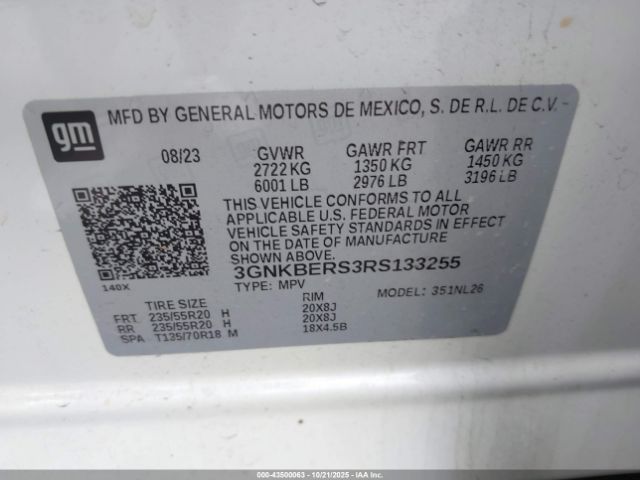 gm
MFD BY GENERAL MOTORS DE MEXICO, S. DE R.L. DE C.V.
08/23 GVWR GAWR FRT GAWR RR
2722 KG 1350 KG 1450 KG
6001 LB 2976 LB 3196 LB
THIS VEHICLE CONFORMS TO ALL
APPLICABLE U.S. FEDERAL MOTOR
VEHICLE SAFETY STANDARDS IN EFFECT
ON THE DATE OF MANUFACTURE
SHOWN ABOVE.
3GNKBERS3RS133255
140X
TYPE: MPV MODEL: 351NL26
TIRE SIZE RIM
FRT 235/55R20 H 20X8J
RR 235/55R20 H 20X8J
SPA T135/70R18 M 18X4.5B
000-43500063 - 10/21/2025 - IAA Inc.